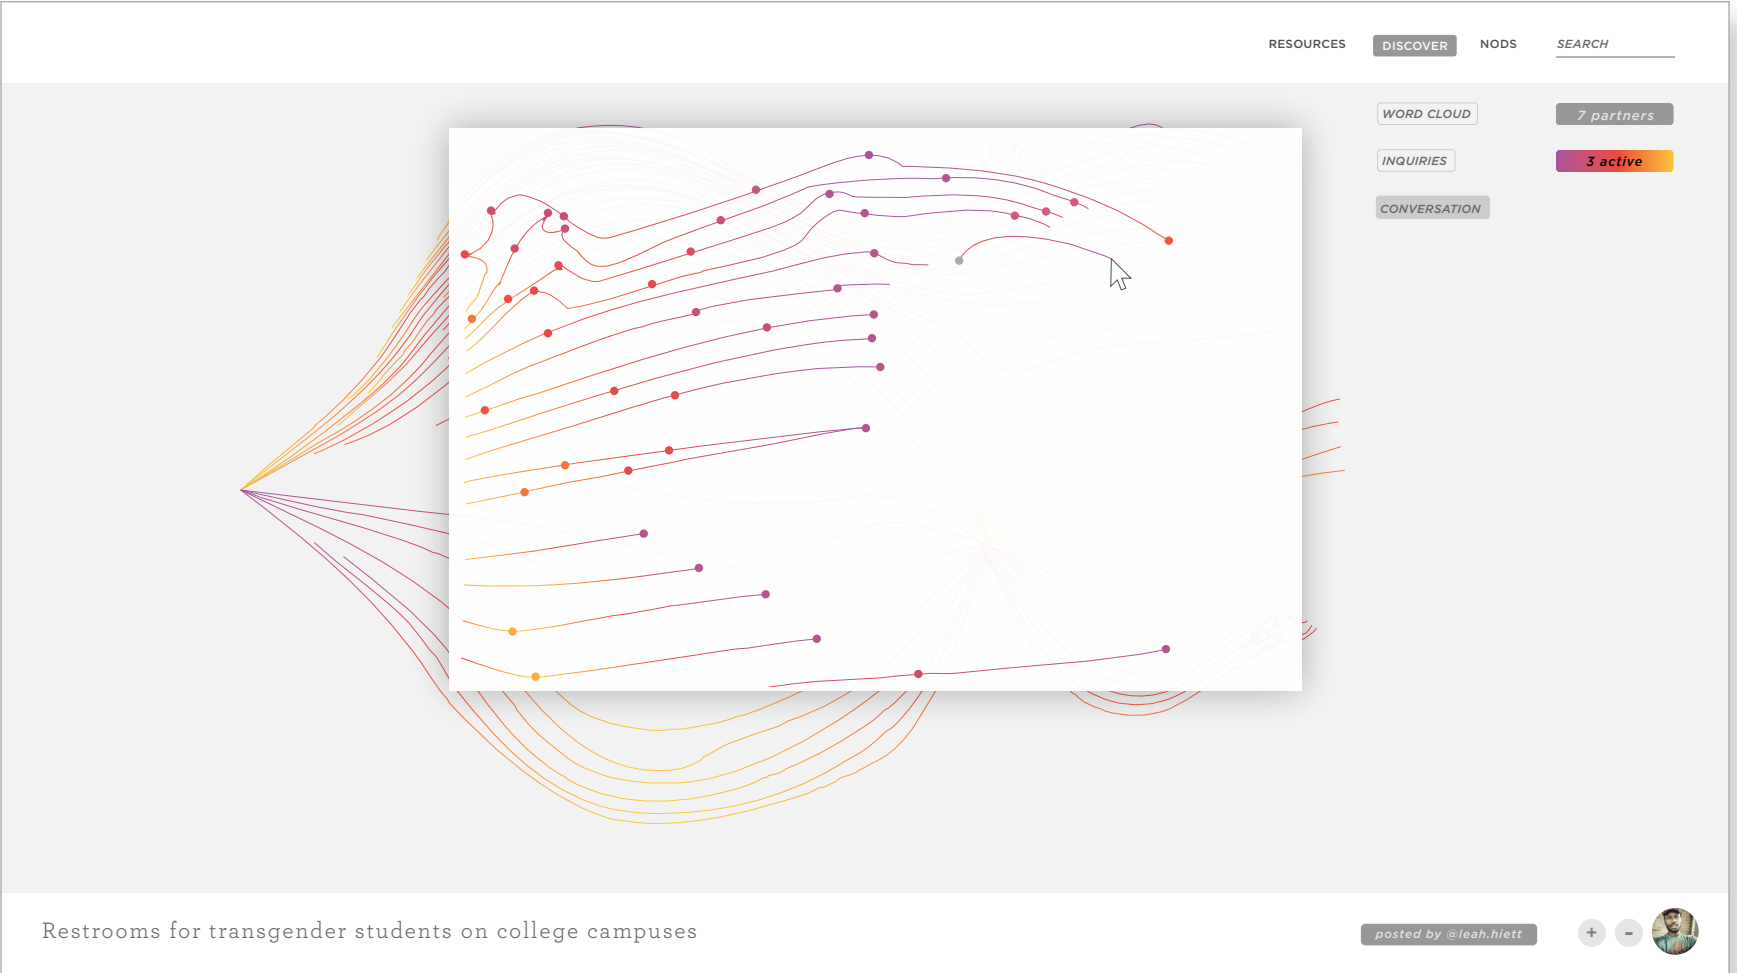 RESOURCES
DISCOVER
NODS
SEARCH
WORD CLOUD
7 partners
INQUIRIES
3 active
CONVERSATION
Restrooms for transgender students on college campuses
posted by @leah.hiett
+
-